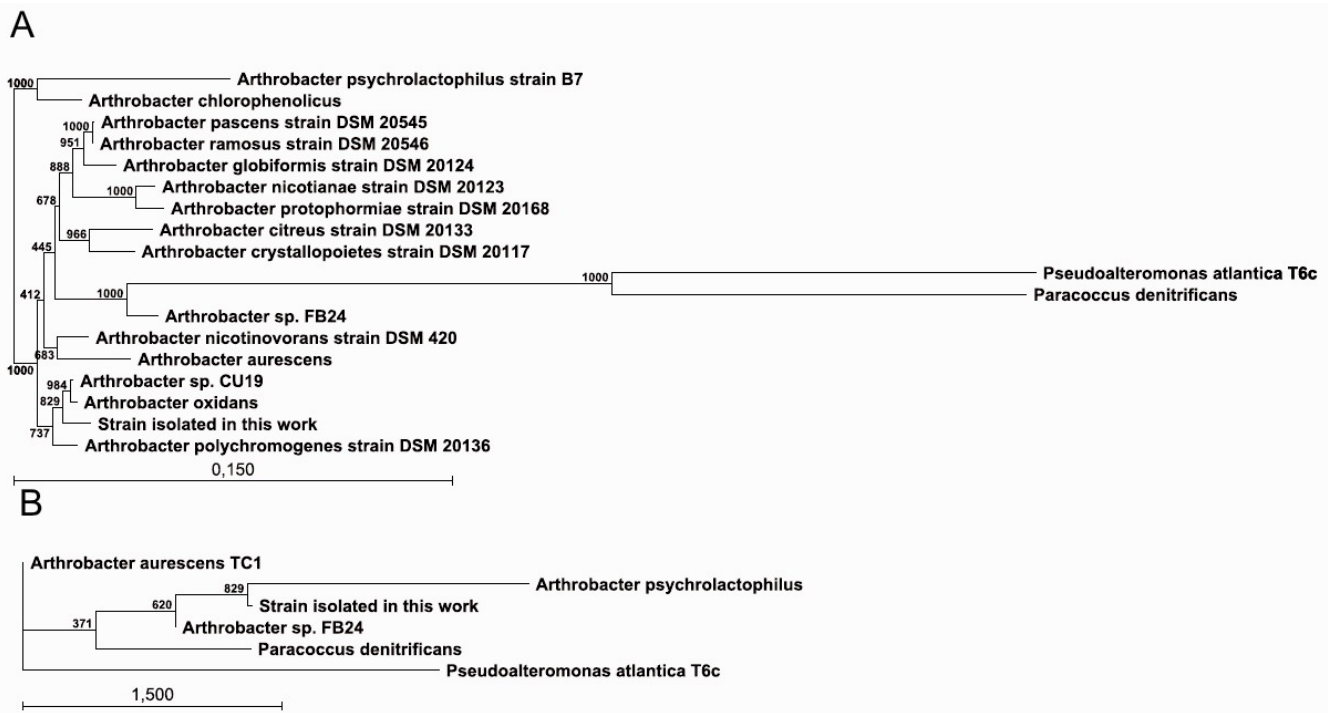 A
1000
Arthrobacter psychrolactophilus strain B7
Arthrobacter chlorophenolicus
1000
Arthrobacter pascens strain DSM 20545
951
Arthrobacter ramosus strain DSM 20546
888
Arthrobacter globiformis strain DSM 20124
1000
Arthrobacter nicotianae strain DSM 20123
678
Arthrobacter protophormiae strain DSM 20168
966
Arthrobacter citreus strain DSM 20133
445
Arthrobacter crystallopoietes strain DSM 20117
1000
Pseudoalteromonas atlantica T6c
412
1000
Paracoccus denitrificans
Arthrobacter sp. FB24
Arthrobacter nicotinovorans strain DSM 420
683
Arthrobacter aurescens
1000
984
Arthrobacter sp. CU19
829
Arthrobacter oxidans
737
Strain isolated in this work
Arthrobacter polychromogenes strain DSM 20136
0,150
B
Arthrobacter aurescens TC1
829
Arthrobacter psychrolactophilus
620
Strain isolated in this work
371
Arthrobacter sp. FB24
Paracoccus denitrificans
Pseudoalteromonas atlantica T6c
1,500